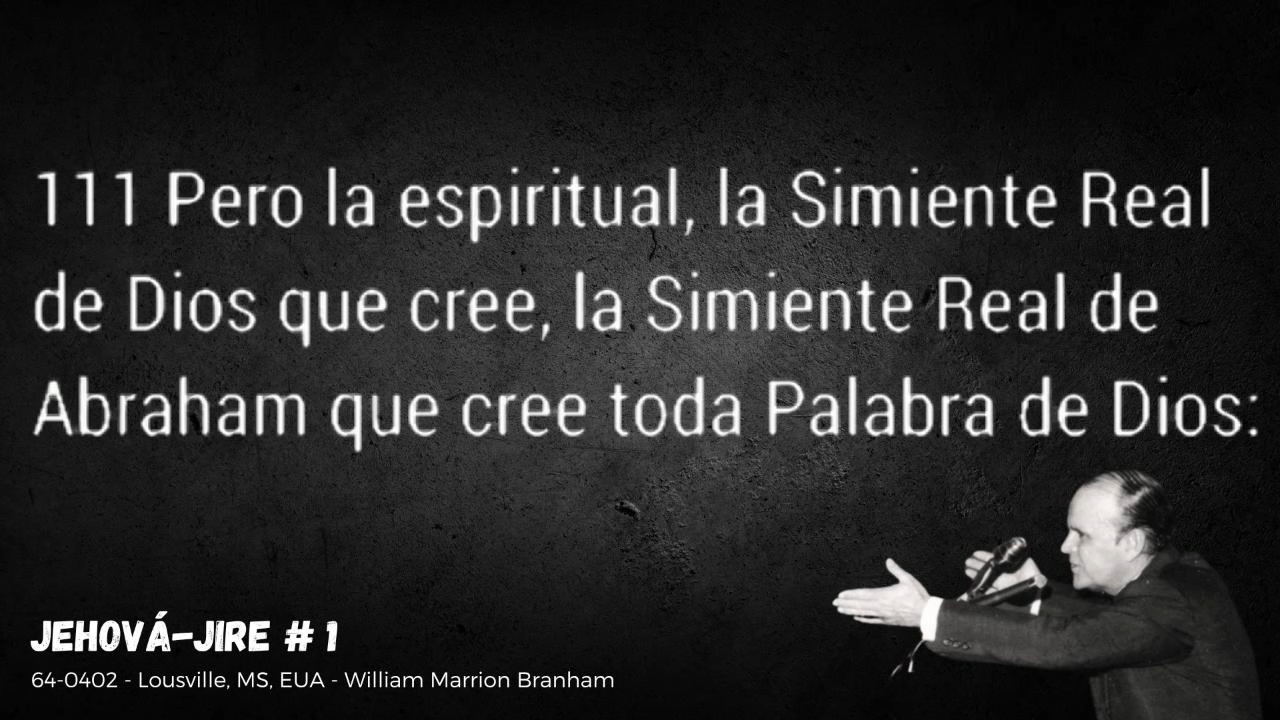 111 Pero la espiritual, la Simiente Real
de Dios que cree, la Simiente Real de
Abraham que cree toda Palabra de Dios:
JEHOVÁ-JIRE # 1
64-0402 - Lousville, MS, EUA - William Marrion Branham